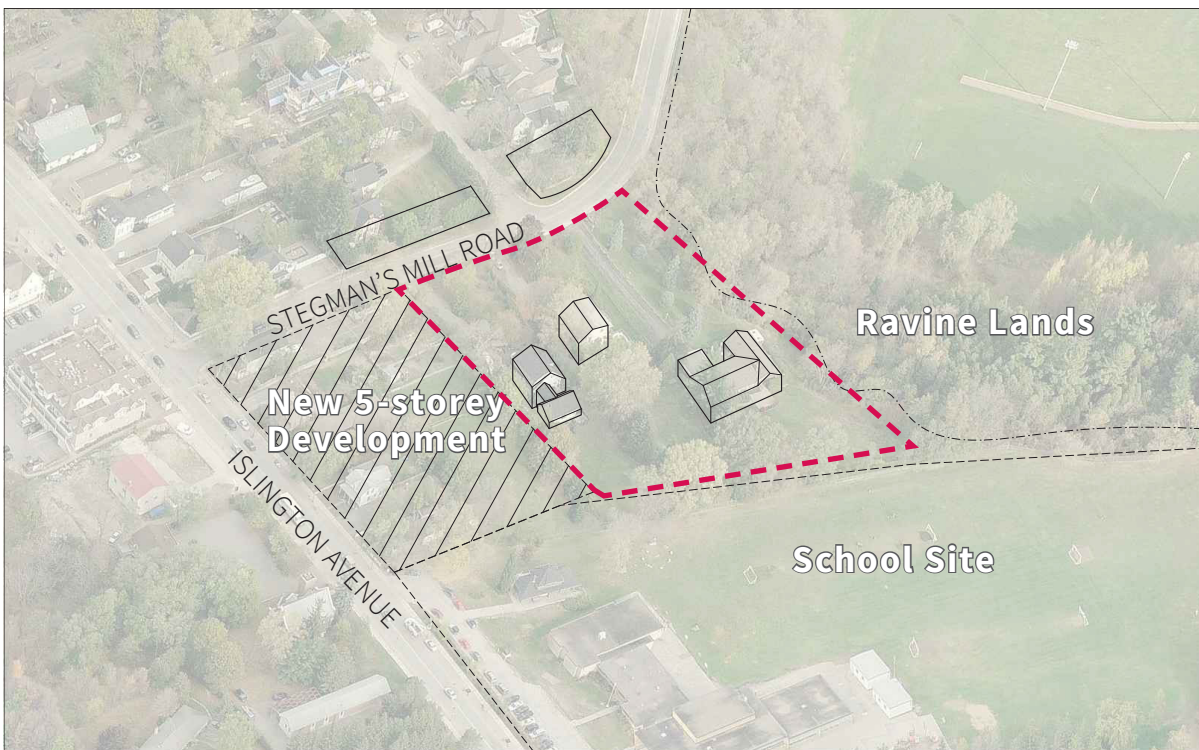 STEGMAN'S MILL ROAD
Ravine Lands
New 5-storey
Development
ISLINGTON AVENUE
School Site